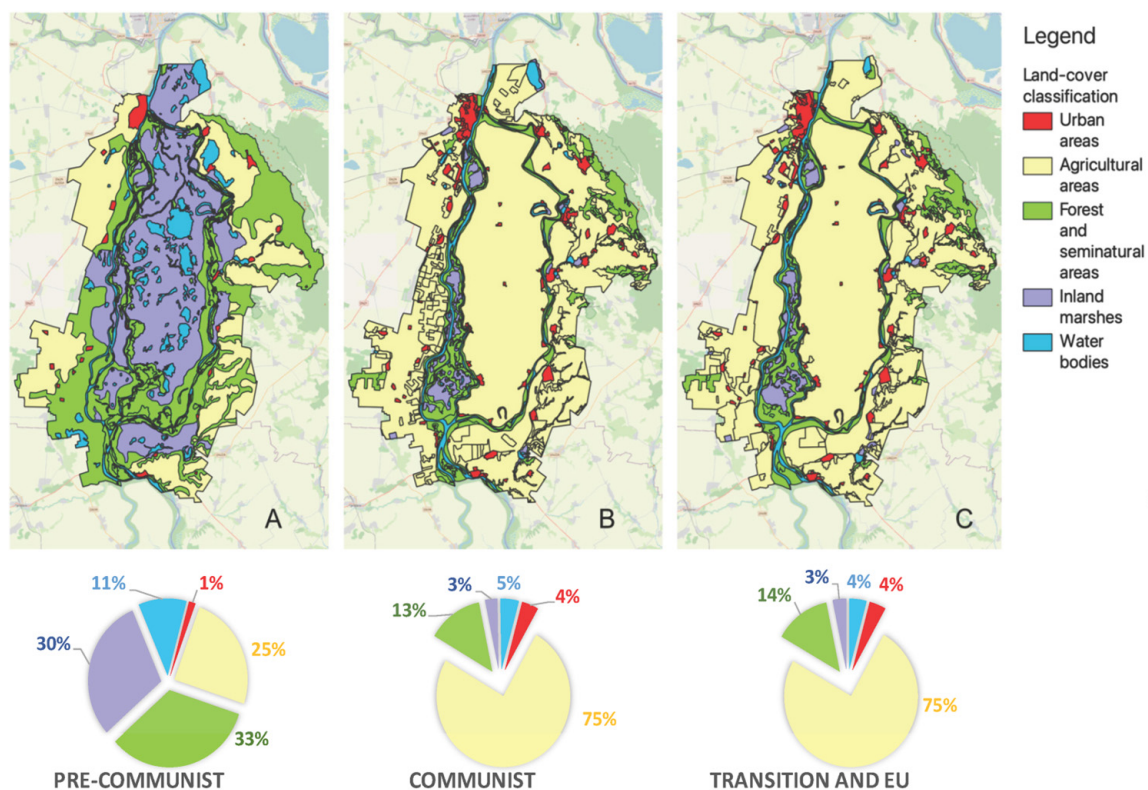 Legend
Land-cover
classification
Urban
areas
Agricultural
areas
Forest
and
seminatural
areas
Inland
marshes
Water
bodies
A
B
C
11%
1%
30%
25%
33%
PRE-COMMUNIST
3%
5%
4%
13%
75%
COMMUNIST
3%
4%
4%
14%
75%
TRANSITION AND EU